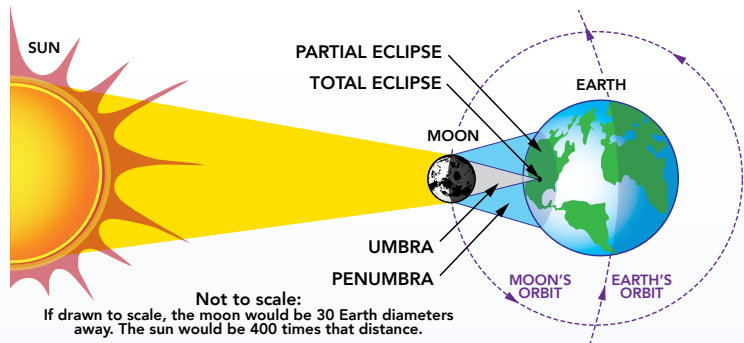 SUN
PARTIAL ECLIPSE
TOTAL ECLIPSE
EARTH
MOON
UMBRA
PENUMBRA
MOON'S
ORBIT
EARTH'S
ORBIT
Not to scale:
If drawn to scale, the moon would be 30 Earth diameters
away. The sun would be 400 times that distance.